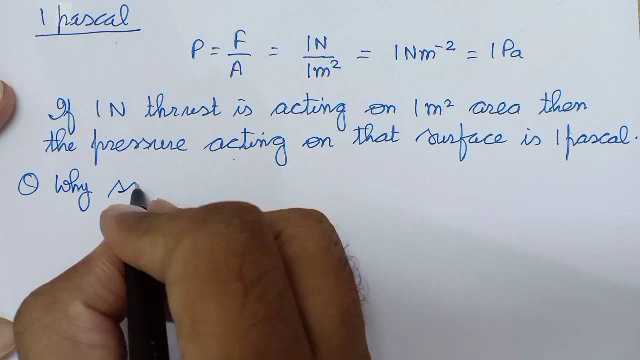 1 pascal
P = F/A = 1N/1m² = 1Nm⁻² = 1Pa
If 1N thrust is acting on 1m² area then
the pressure acting on that surface is 1 pascal.
Q Why